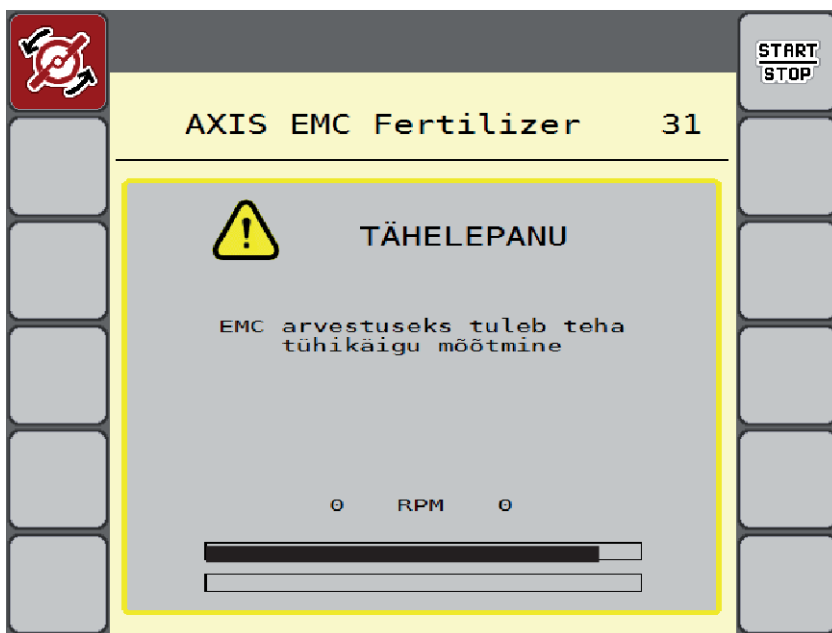 START
STOP
AXIS EMC Fertilizer 31
TÄHELEPANU
EMC arvestuseks tuleb teha
tühikäigu mõõtmine
0 RPM 0